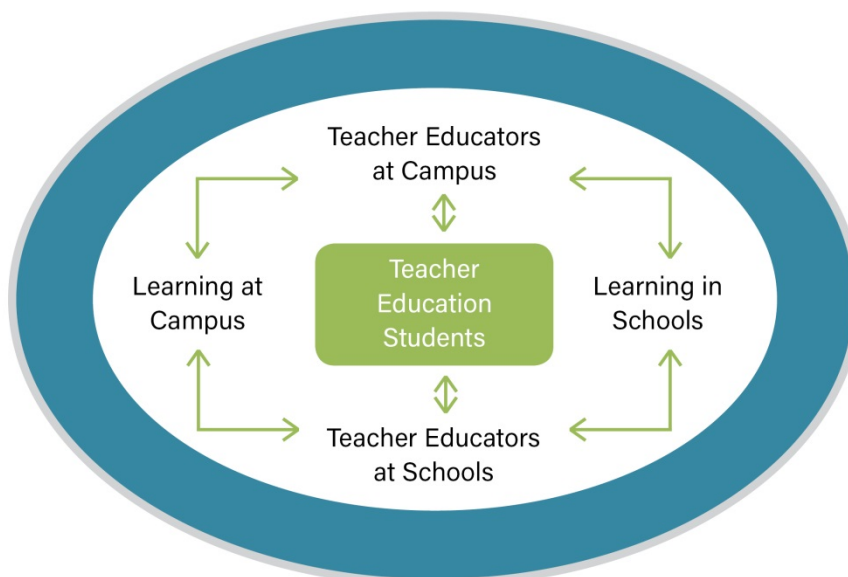 Teacher Educators
at Campus
Learning at
Campus
Teacher
Education
Students
Learning in
Schools
Teacher Educators
at Schools